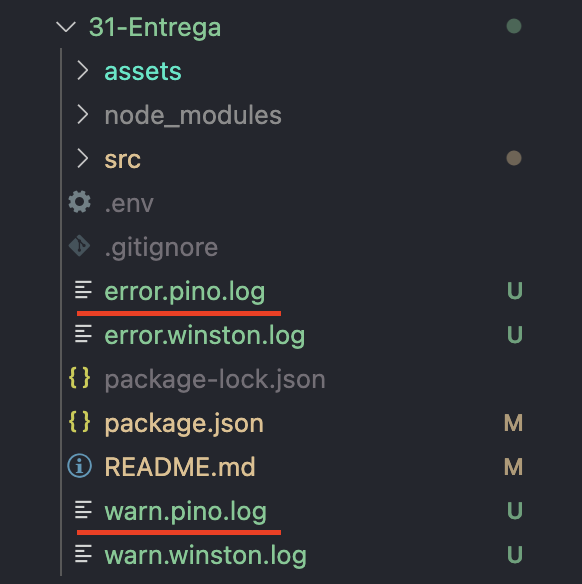 31-Entrega
assets
node_modules
src
.env
.gitignore
error.pino.log U
error.winston.log U
{} package-lock.json
{} package.json M
README.md M
warn.pino.log U
warn.winston.log U